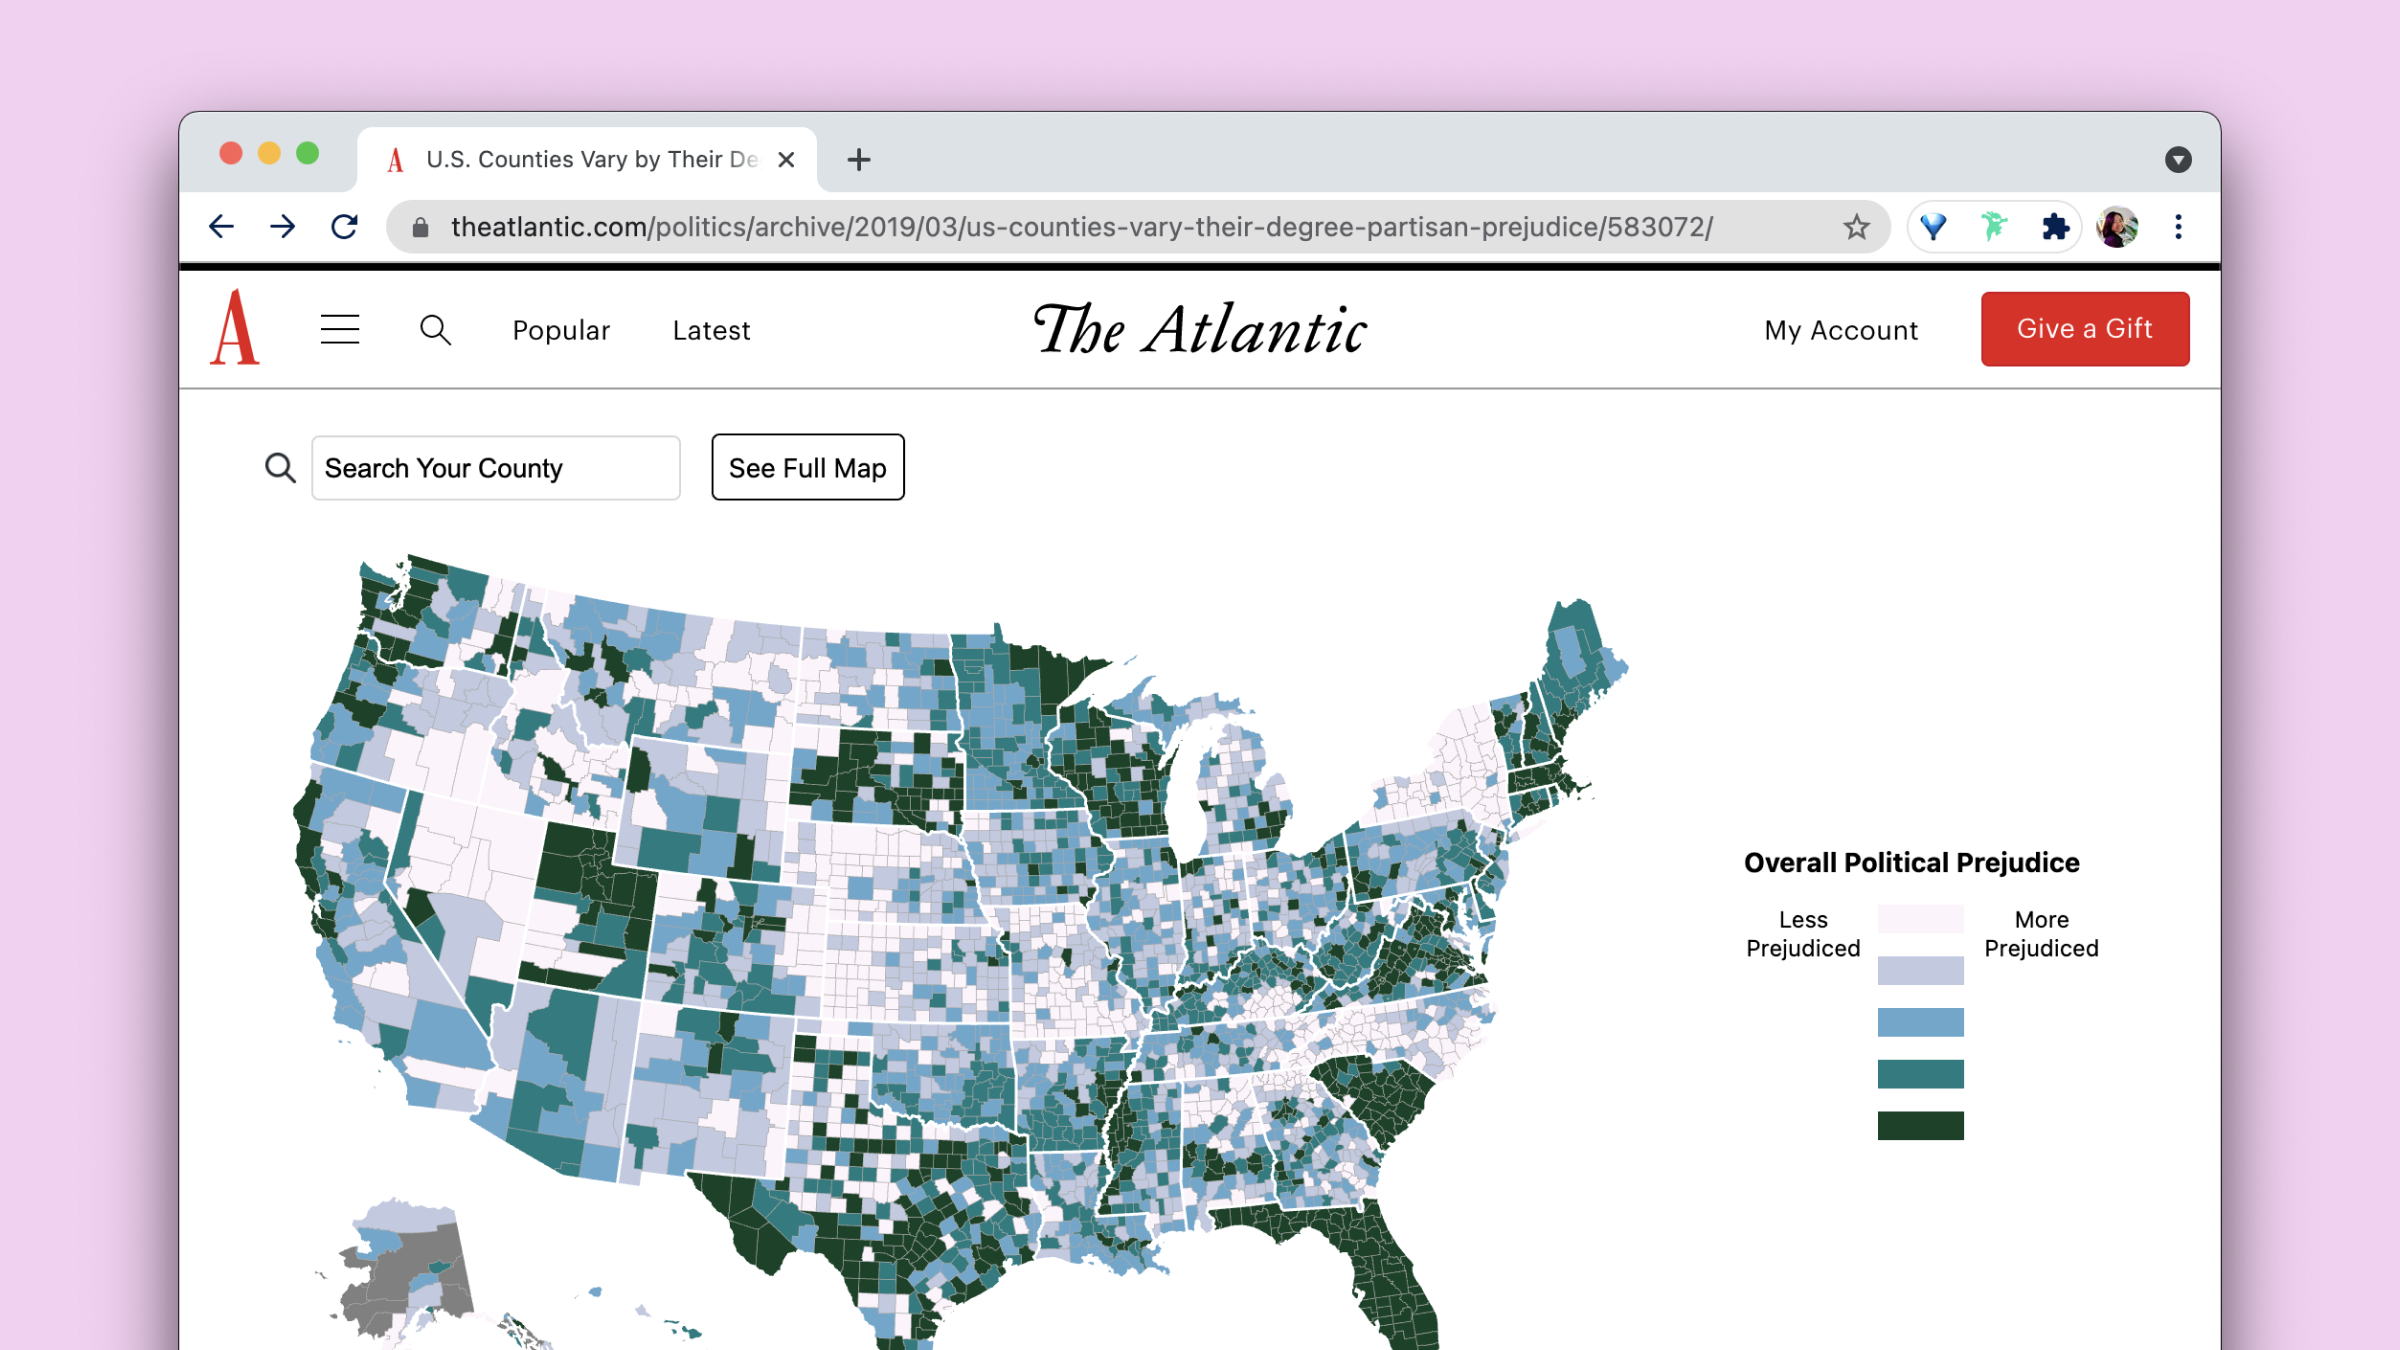 U.S. Counties Vary by Their De
theatlantic.com/politics/archive/2019/03/us-counties-vary-their-degree-partisan-prejudice/583072/
A
Popular
Latest
The Atlantic
My Account
Give a Gift
Search Your County
See Full Map
Overall Political Prejudice
Less
Prejudiced
More
Prejudiced